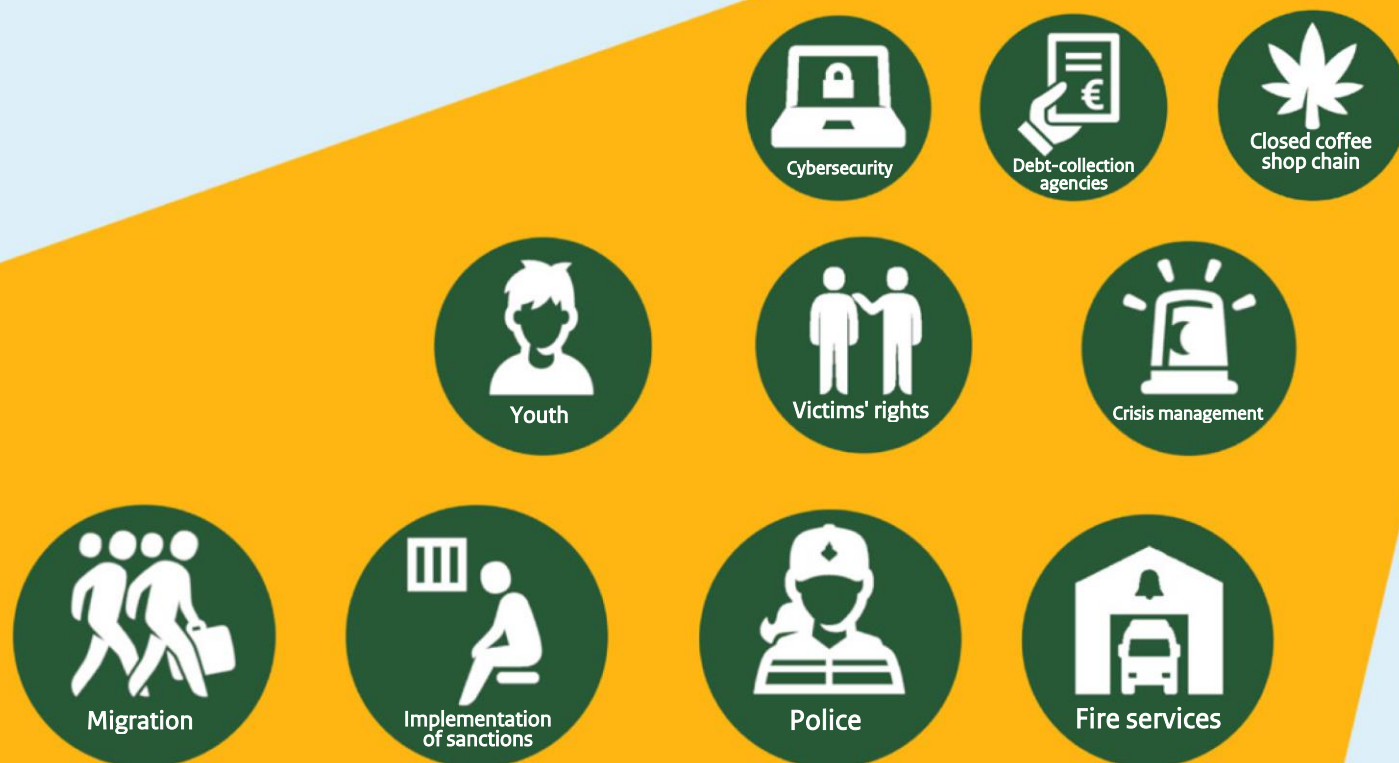 Cybersecurity
Debt-collection
agencies
Closed coffee
shop chain
Youth
Victims' rights
Crisis management
Migration
Implementation
of sanctions
Police
Fire services